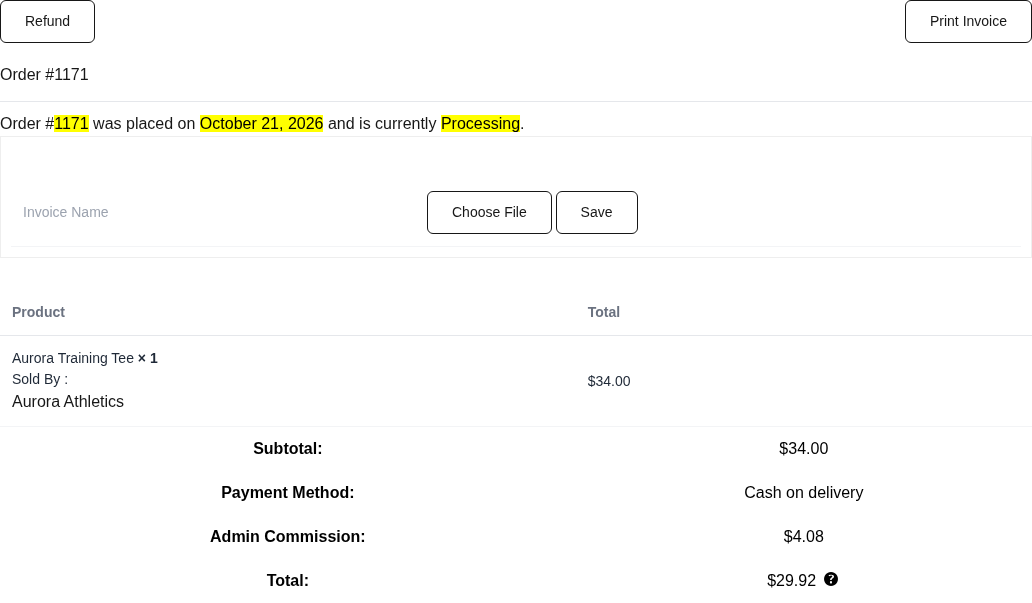 Refund
Print Invoice
Order #1171
Order #1171 was placed on October 21, 2026 and is currently Processing.
Invoice Name
Choose File
Save
Product
Total
Aurora Training Tee × 1
Sold By :
Aurora Athletics
$34.00
Subtotal:
$34.00
Payment Method:
Cash on delivery
Admin Commission:
$4.08
Total:
$29.92 ?